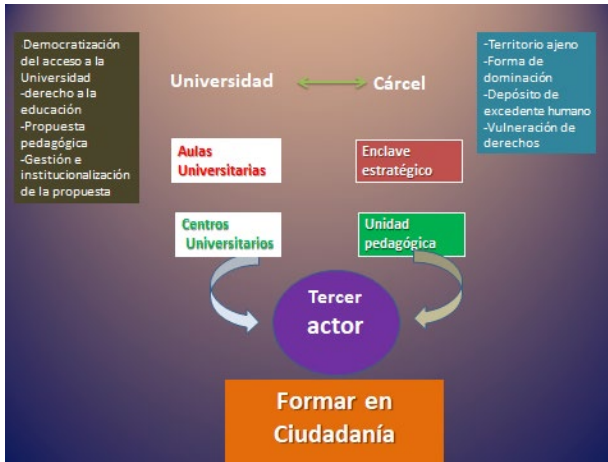 Democratización
del acceso a la
Universidad
-derecho a la
educación
-Propuesta
pedagógica
-Gestión e
institucionalización
de la propuesta
Universidad
Cárcel
-Territorio ajeno
-Forma de
dominación
-Depósito de
excedente humano
-Vulneración de
derechos
Aulas
Universitarias
Enclave
estratégico
Centros
Universitarios
Unidad
pedagógica
Tercer
actor
Formar en
Ciudadanía